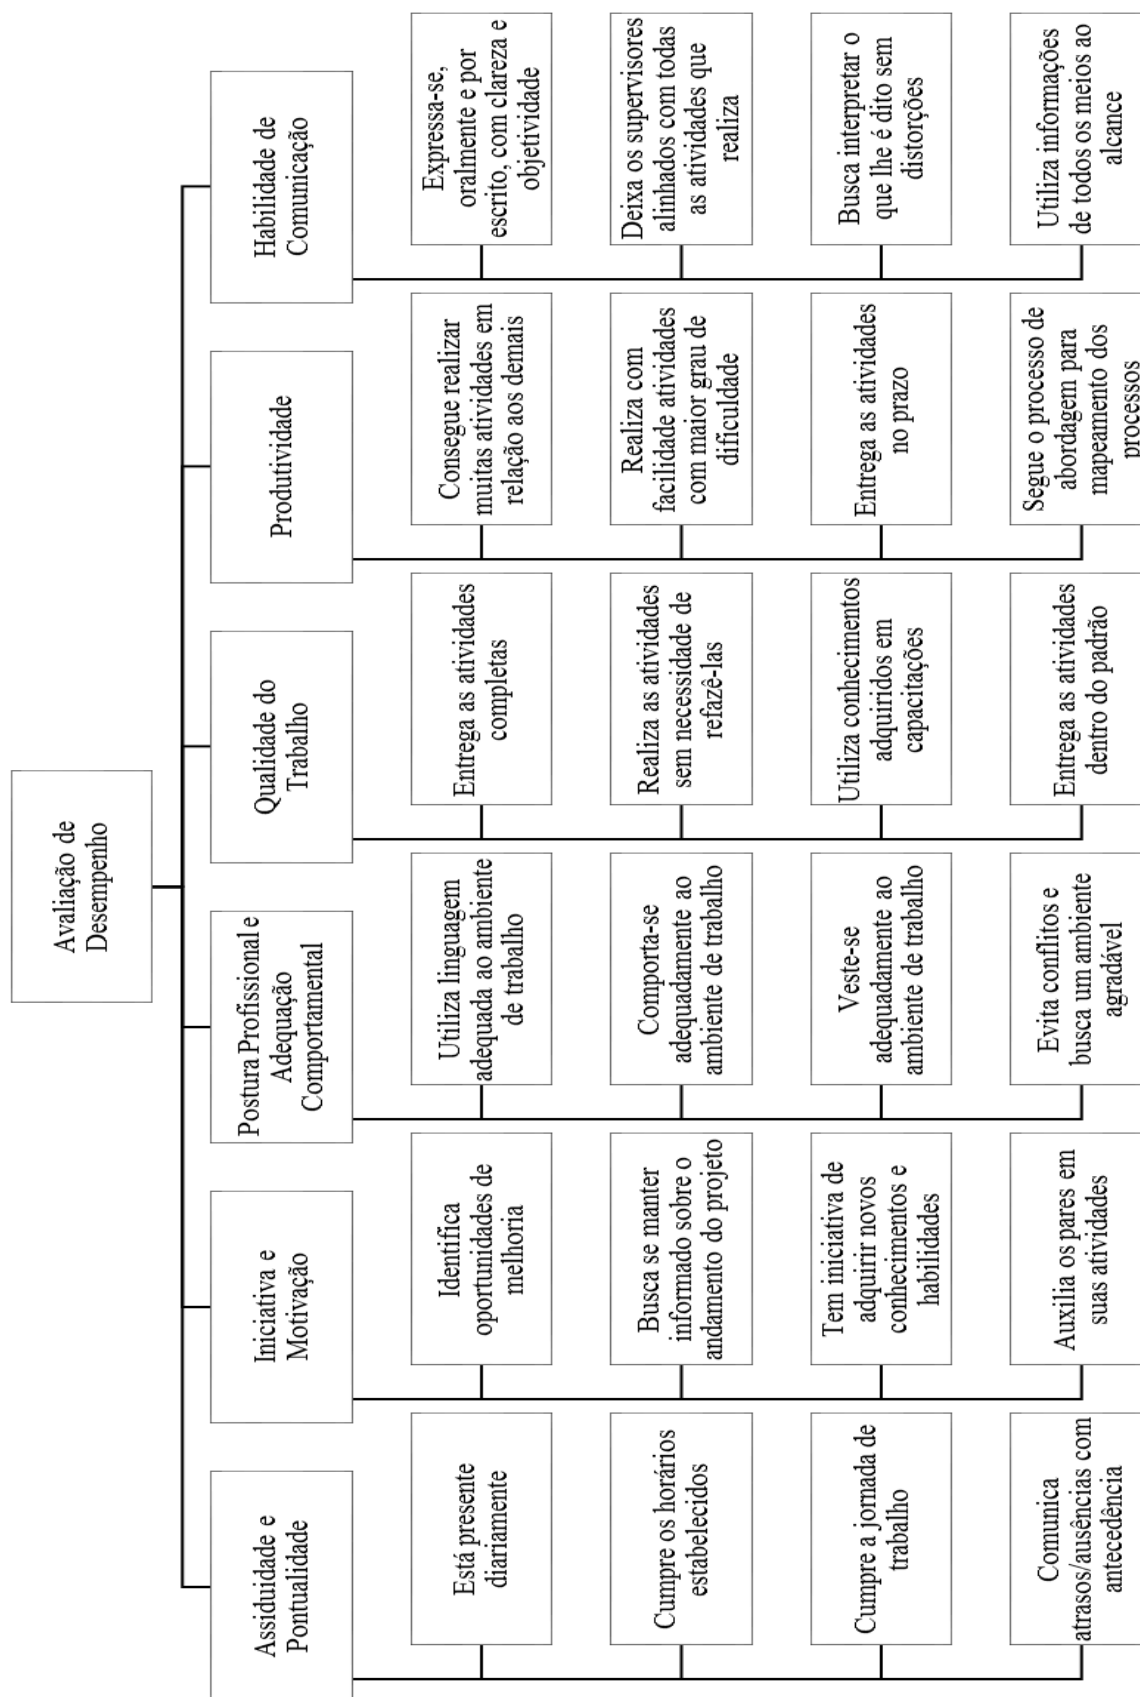 Avaliação de
Desempenho
Assiduidade e
Pontualidade
Iniciativa e
Motivação
Postura Profissional e
Adequação
Comportamental
Qualidade do
Trabalho
Produtividade
Habilidade de
Comunicação
Está presente
diariamente
Identifica
oportunidades de
melhoria
Utiliza linguagem
adequada ao ambiente
de trabalho
Entrega as atividades
completas
Consegue realizar
muitas atividades em
relação aos demais
Expressa-se,
oralmente e por
escrito, com clareza e
objetividade
Cumpre os horários
estabelecidos
Busca se manter
informado sobre o
andamento do projeto
Comporta-se
adequadamente ao
ambiente de trabalho
Realiza as atividades
sem necessidade de
refazê-las
Realiza com
facilidade atividades
com maior grau de
dificuldade
Deixa os supervisores
alinhados com todas
as atividades que
realiza
Cumpre a jornada de
trabalho
Tem iniciativa de
adquirir novos
conhecimentos e
habilidades
Veste-se
adequadamente ao
ambiente de trabalho
Utiliza conhecimentos
adquiridos em
capacitações
Entrega as atividades
no prazo
Busca interpretar o
que lhe é dito sem
distorções
Comunica
atrasos/ausências com
antecedência
Auxilia os pares em
suas atividades
Evita conflitos e
busca um ambiente
agradável
Entrega as atividades
dentro do padrão
Segue o processo de
abordagem para
mapeamento dos
processos
Utiliza informações
de todos os meios ao
alcance